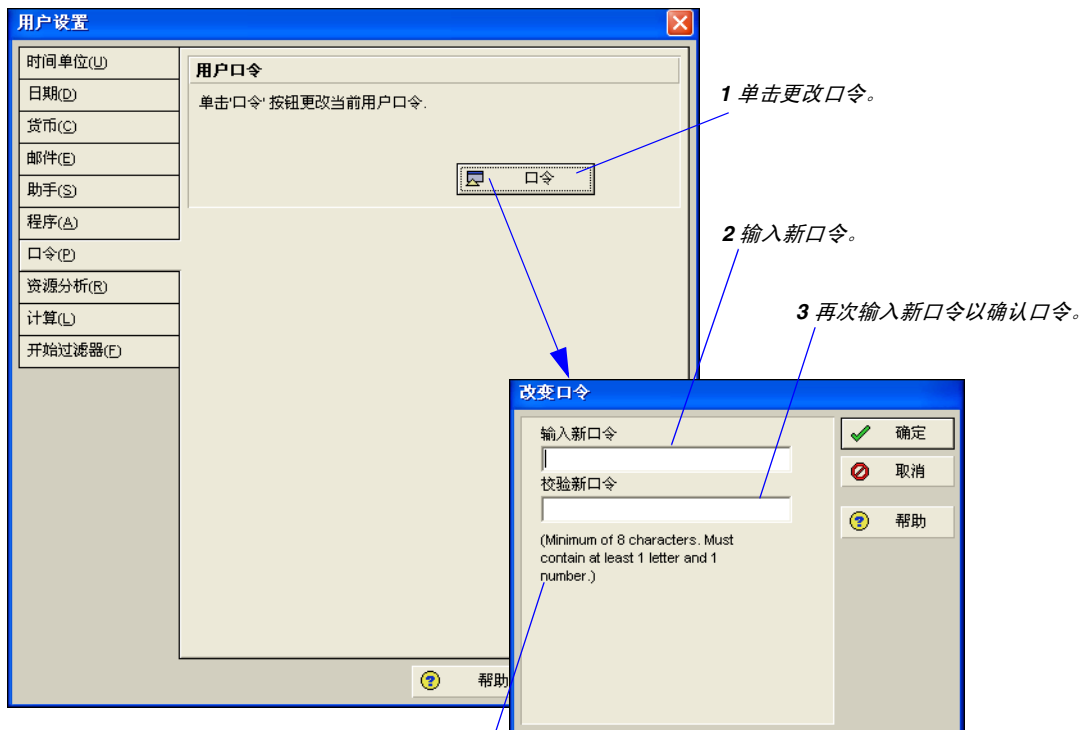 用户设置
时间单位(U)
日期(D)
货币(C)
邮件(E)
助手(S)
程序(A)
口令(P)
资源分析(R)
计算(L)
开始过滤器(F)
用户口令
单击'口令' 按钮更改当前用户口令.
口令
帮助
1 单击更改口令。
2 输入新口令。
3 再次输入新口令以确认口令。
改变口令
输入新口令
校验新口令
(Minimum of 8 characters. Must
contain at least 1 letter and 1
number.)
确定
取消
帮助